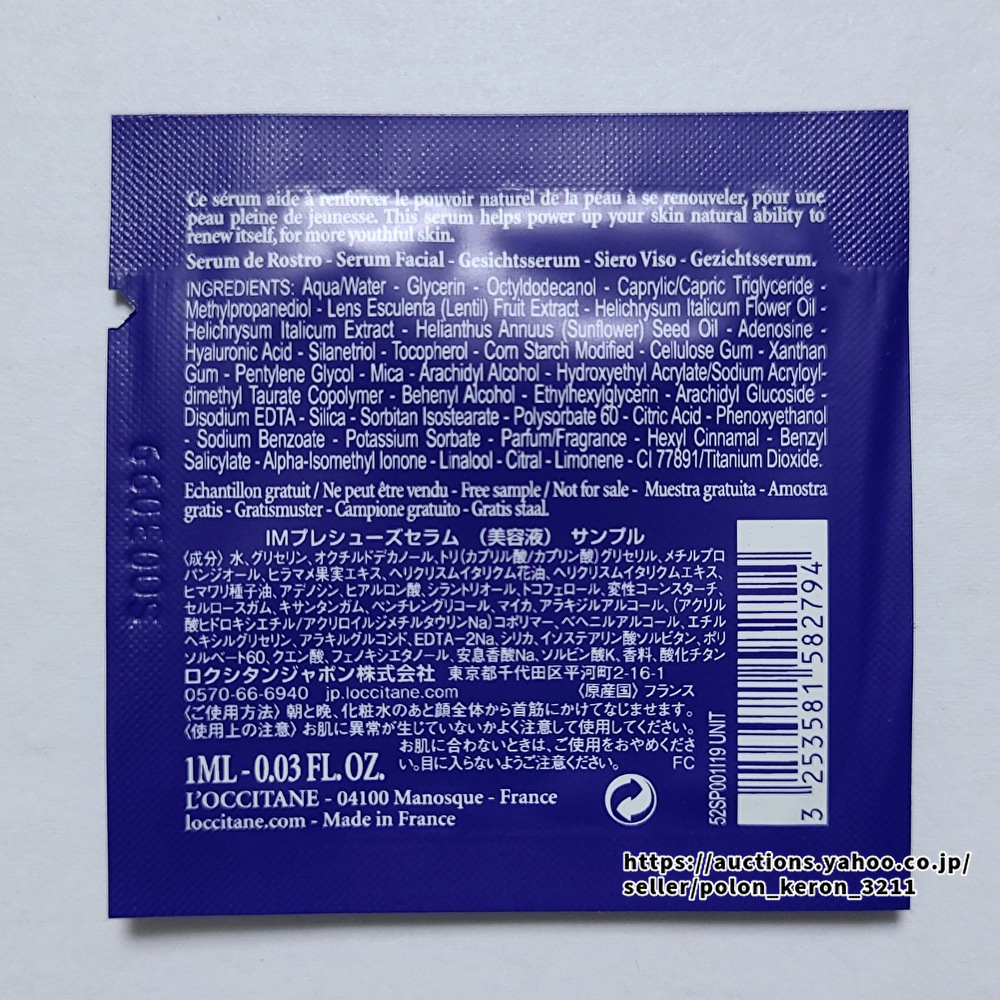 Ce sérum aide à renforcer le pouvoir naturel de la peau à se renouveler, pour une
peau pleine de jeunesse. This serum helps power up your skin natural ability to
renew itself, for more youthful skin.
Serum de Rostro - Serum Facial - Gesichtsserum - Siero Viso - Gezichtsserum.
INGREDIENTS: Aqua/Water - Glycerin - Octyldodecanol - Caprylic/Capric Triglyceride -
Methylpropanediol - Lens Esculenta (Lentil) Fruit Extract - Helichrysum Italicum Flower Oil -
Helichrysum Italicum Extract - Helianthus Annuus (Sunflower) Seed Oil - Adenosine -
Hyaluronic Acid - Silanetriol - Tocopherol - Corn Starch Modified - Cellulose Gum - Xanthan
Gum - Pentylene Glycol - Mica - Arachidyl Alcohol - Hydroxyethyl Acrylate/Sodium Acryloyl-
dimethyl Taurate Copolymer - Behenyl Alcohol - Ethylhexylglycerin - Arachidyl Glucoside -
Disodium EDTA - Silica - Sorbitan Isostearate - Polysorbate 60 - Citric Acid - Phenoxyethanol
- Sodium Benzoate - Potassium Sorbate - Parfum/Fragrance - Hexyl Cinnamal - Benzyl
Salicylate - Alpha-Isomethyl Ionone - Linalool - Citral - Limonene - CI 77891/Titanium Dioxide.
Echantillon gratuit / Ne peut être vendu - Free sample / Not for sale - Muestra gratuita - Amostra
gratis - Gratismuster - Campione gratuito - Gratis staal.
IMプレシューズセラム (美容液) サンプル
〈成分〉水、グリセリン、オクチルドデカノール、トリ(カプリル酸/カプリン酸)グリセリル、メチルプロ
パンジオール、ヒラマメ果実エキス、ヘリクリスムイタリクム花油、ヘリクリスムイタリクムエキス、
ヒマワリ種子油、アデノシン、ヒアルロン酸、シラントリオール、トコフェロール、変性コーンスターチ、
セルロースガム、キサンタンガム、ペンチレングリコール、マイカ、アラキジルアルコール、(アクリル
酸ヒドロキシエチル/アクリロイルジメチルタウリンNa)コポリマー、ベヘニルアルコール、エチル
ヘキシルグリセリン、アラキルグルコシド、EDTA-2Na、シリカ、イソステアリン酸ソルビタン、ポリ
ソルベート60、クエン酸、フェノキシエタノール、安息香酸Na、ソルビン酸K、香料、酸化チタン
ロクシタンジャポン株式会社 東京都千代田区平河町2-16-1
0570-66-6940 jp.loccitane.com 〈原産国〉フランス
〈ご使用方法〉朝と晩、化粧水のあと顔全体から首筋にかけてなじませます。
〈使用上の注意〉お肌に異常が生じていないかよく注意して使用してください。
お肌に合わないときは、ご使用をおやめくださ
い。目に入らないようご注意ください。 FC
1ML - 0.03 FL. OZ.
L'OCCITANE - 04100 Manosque - France
loccitane.com - Made in France
52SP001I19 UNIT
3 253581 582794
S00309
https://auctions.yahoo.co.jp/
seller/polon_keron_3211